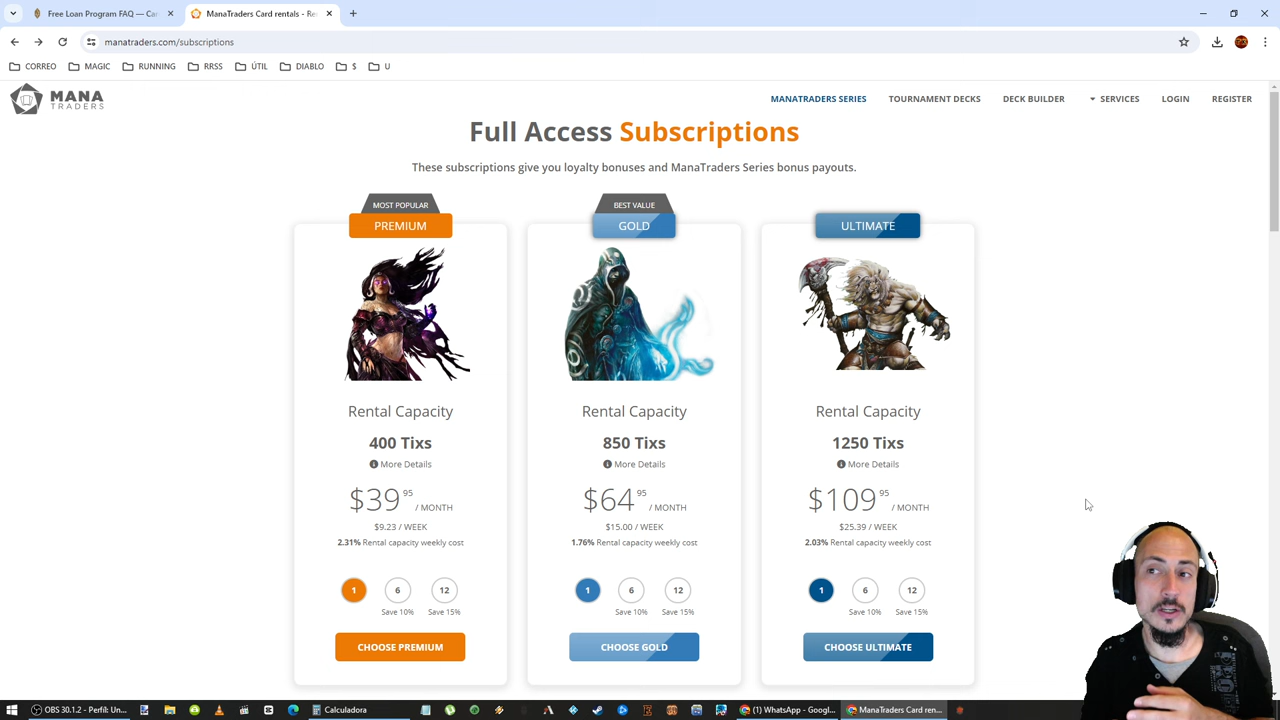 Free Loan Program FAQ — Car
ManaTraders Card rentals - Re
manatraders.com/subscriptions
CORREO MAGIC RUNNING RRSS ÚTIL DIABLO $ U
MANA
TRADERS
MANATRADERS SERIES TOURNAMENT DECKS DECK BUILDER SERVICES LOGIN REGISTER
Full Access Subscriptions
These subscriptions give you loyalty bonuses and ManaTraders Series bonus payouts.
MOST POPULAR BEST VALUE
PREMIUM GOLD ULTIMATE
Rental Capacity Rental Capacity Rental Capacity
400 Tixs 850 Tixs 1250 Tixs
More Details More Details More Details
$39 95 / MONTH $64 95 / MONTH $109 95 / MONTH
$9.23 / WEEK $15.00 / WEEK $25.39 / WEEK
2.31% Rental capacity weekly cost 1.76% Rental capacity weekly cost 2.03% Rental capacity weekly cost
1 6 12 1 6 12 1 6 12
Save 10% Save 15% Save 10% Save 15% Save 10% Save 15%
CHOOSE PREMIUM CHOOSE GOLD CHOOSE ULTIMATE
OBS 30.1.2 - Perfil: Un... Calculadora (1) WhatsApp - Googl... ManaTraders Card ren...